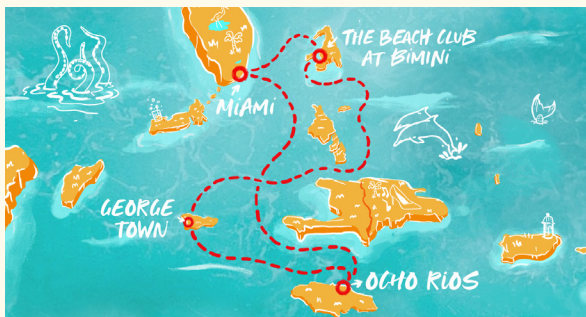 THE BEACH CLUB
AT BIMINI
MIAMI
GEORGE
TOWN
OCHO RIOS